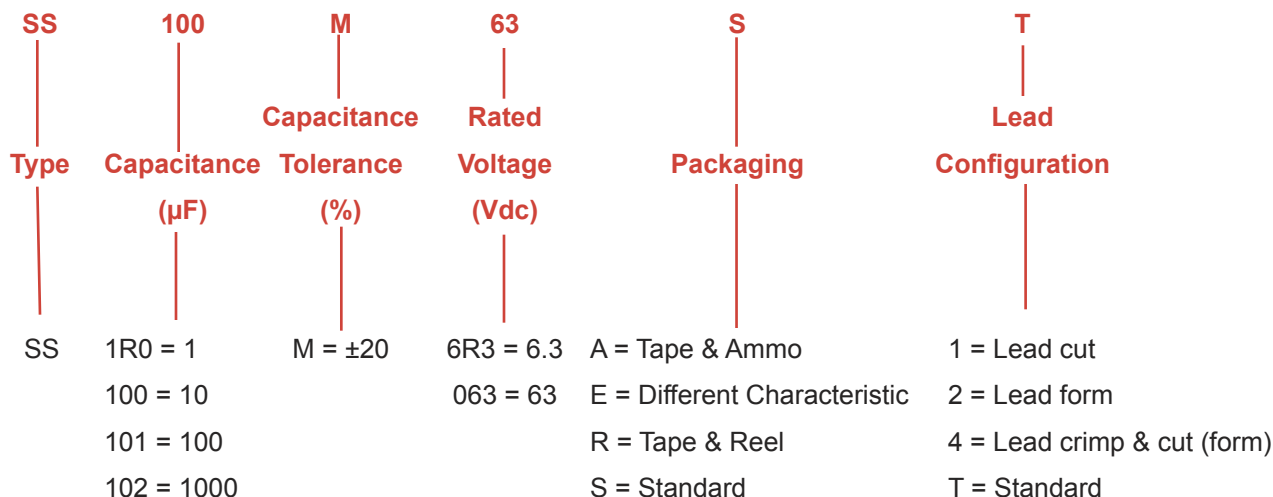 SS 100 M 63 S T
Capacitance Rated Lead
Type Capacitance Tolerance Voltage Packaging Configuration
(µF) (%) (Vdc)
SS 1R0 = 1 M = ±20 6R3 = 6.3 A = Tape & Ammo 1 = Lead cut
100 = 10 063 = 63 E = Different Characteristic 2 = Lead form
101 = 100 R = Tape & Reel 4 = Lead crimp & cut (form)
102 = 1000 S = Standard T = Standard